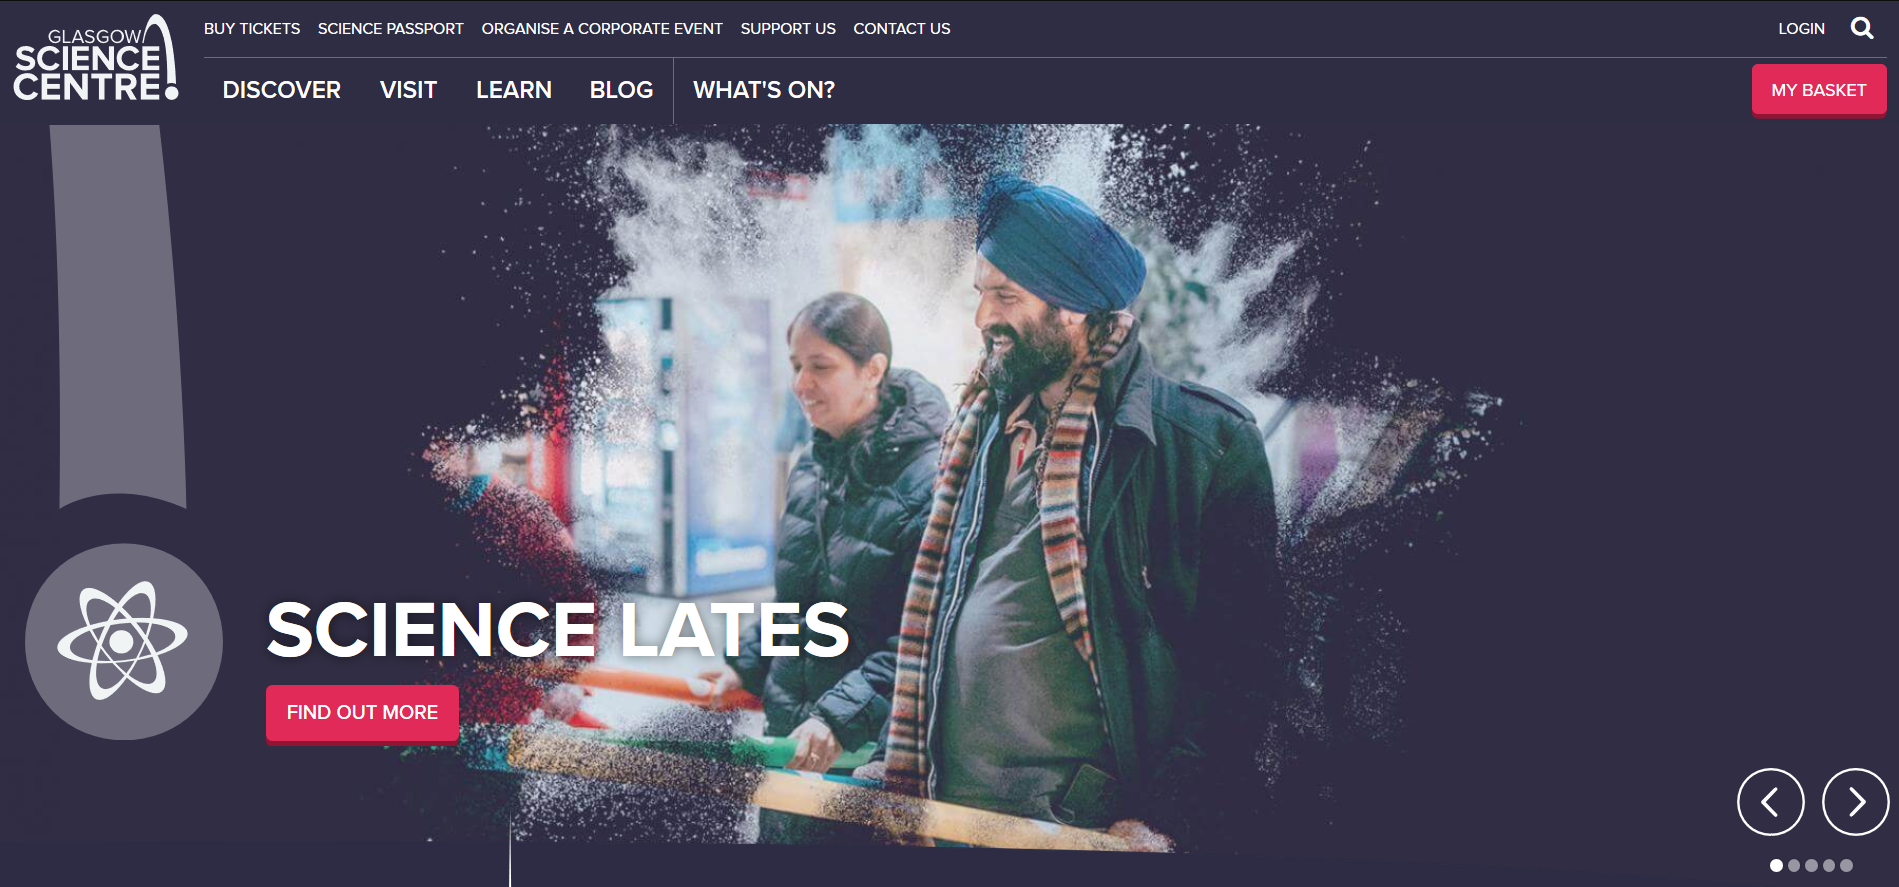 GLASGOW
SCIENCE
CENTRE!
BUY TICKETS SCIENCE PASSPORT ORGANISE A CORPORATE EVENT SUPPORT US CONTACT US
LOGIN
DISCOVER VISIT LEARN BLOG WHAT'S ON?
MY BASKET
SCIENCE LATES
FIND OUT MORE